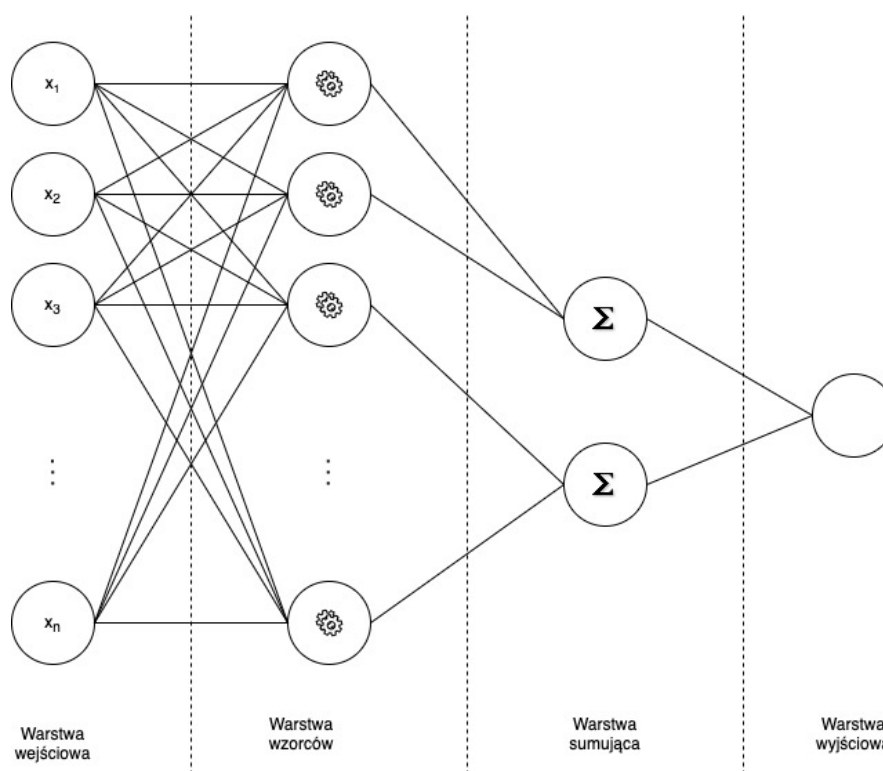 x₁
x₂
x₃
⋮
⋮
xₙ
Σ
Σ
Warstwa
wejściowa
Warstwa
wzorców
Warstwa
sumująca
Warstwa
wyjściowa